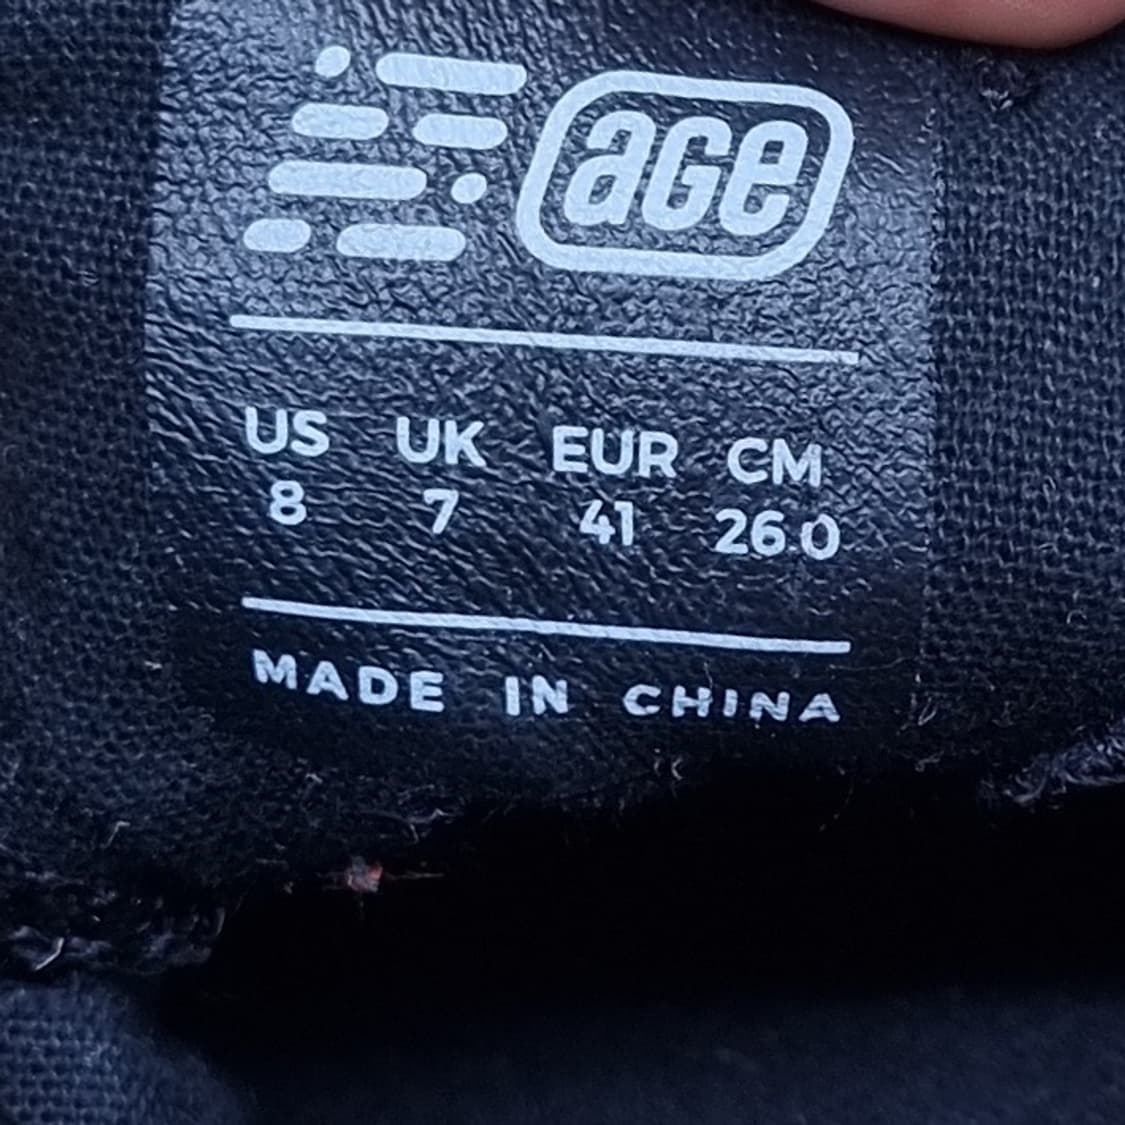 aGe
US UK EUR CM
8 7 41 26.0
MADE IN CHINA